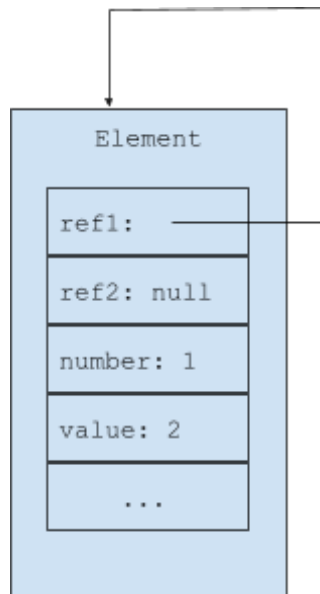 Element
ref1:
ref2: null
number: 1
value: 2
...